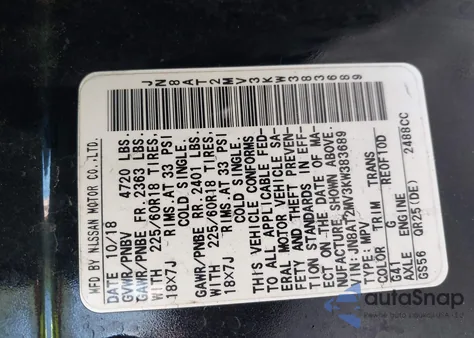 MFD BY NISSAN MOTOR CO.,LTD.
DATE 10/18
GVWR/PNBV 4720 LBS.
GAWR/PNBE FR. 2363 LBS.
WITH 225/60R18 TIRES,
18X7J RIMS,AT 33 PSI
COLD SINGLE.
GAWR/PNBE RR. 2401 LBS.
WITH 225/60R18 TIRES,
18X7J RIMS,AT 33 PSI
COLD SINGLE.
THIS VEHICLE CONFORMS
TO ALL APPLICABLE FED-
ERAL MOTOR VEHICLE SA-
FETY AND THEFT PREVEN-
TION STANDARDS IN EFF-
ECT ON THE DATE OF MA-
NUFACTURE SHOWN ABOVE.
VIN:JN8AT2MV3KW383689
TYPE:MPV
COLOR TRIM TRANS
G41 G RE0F10D
AXLE ENGINE
GS56 QR25(DE) 2488CC
JN8AT2MV3KW383689
autoSnap